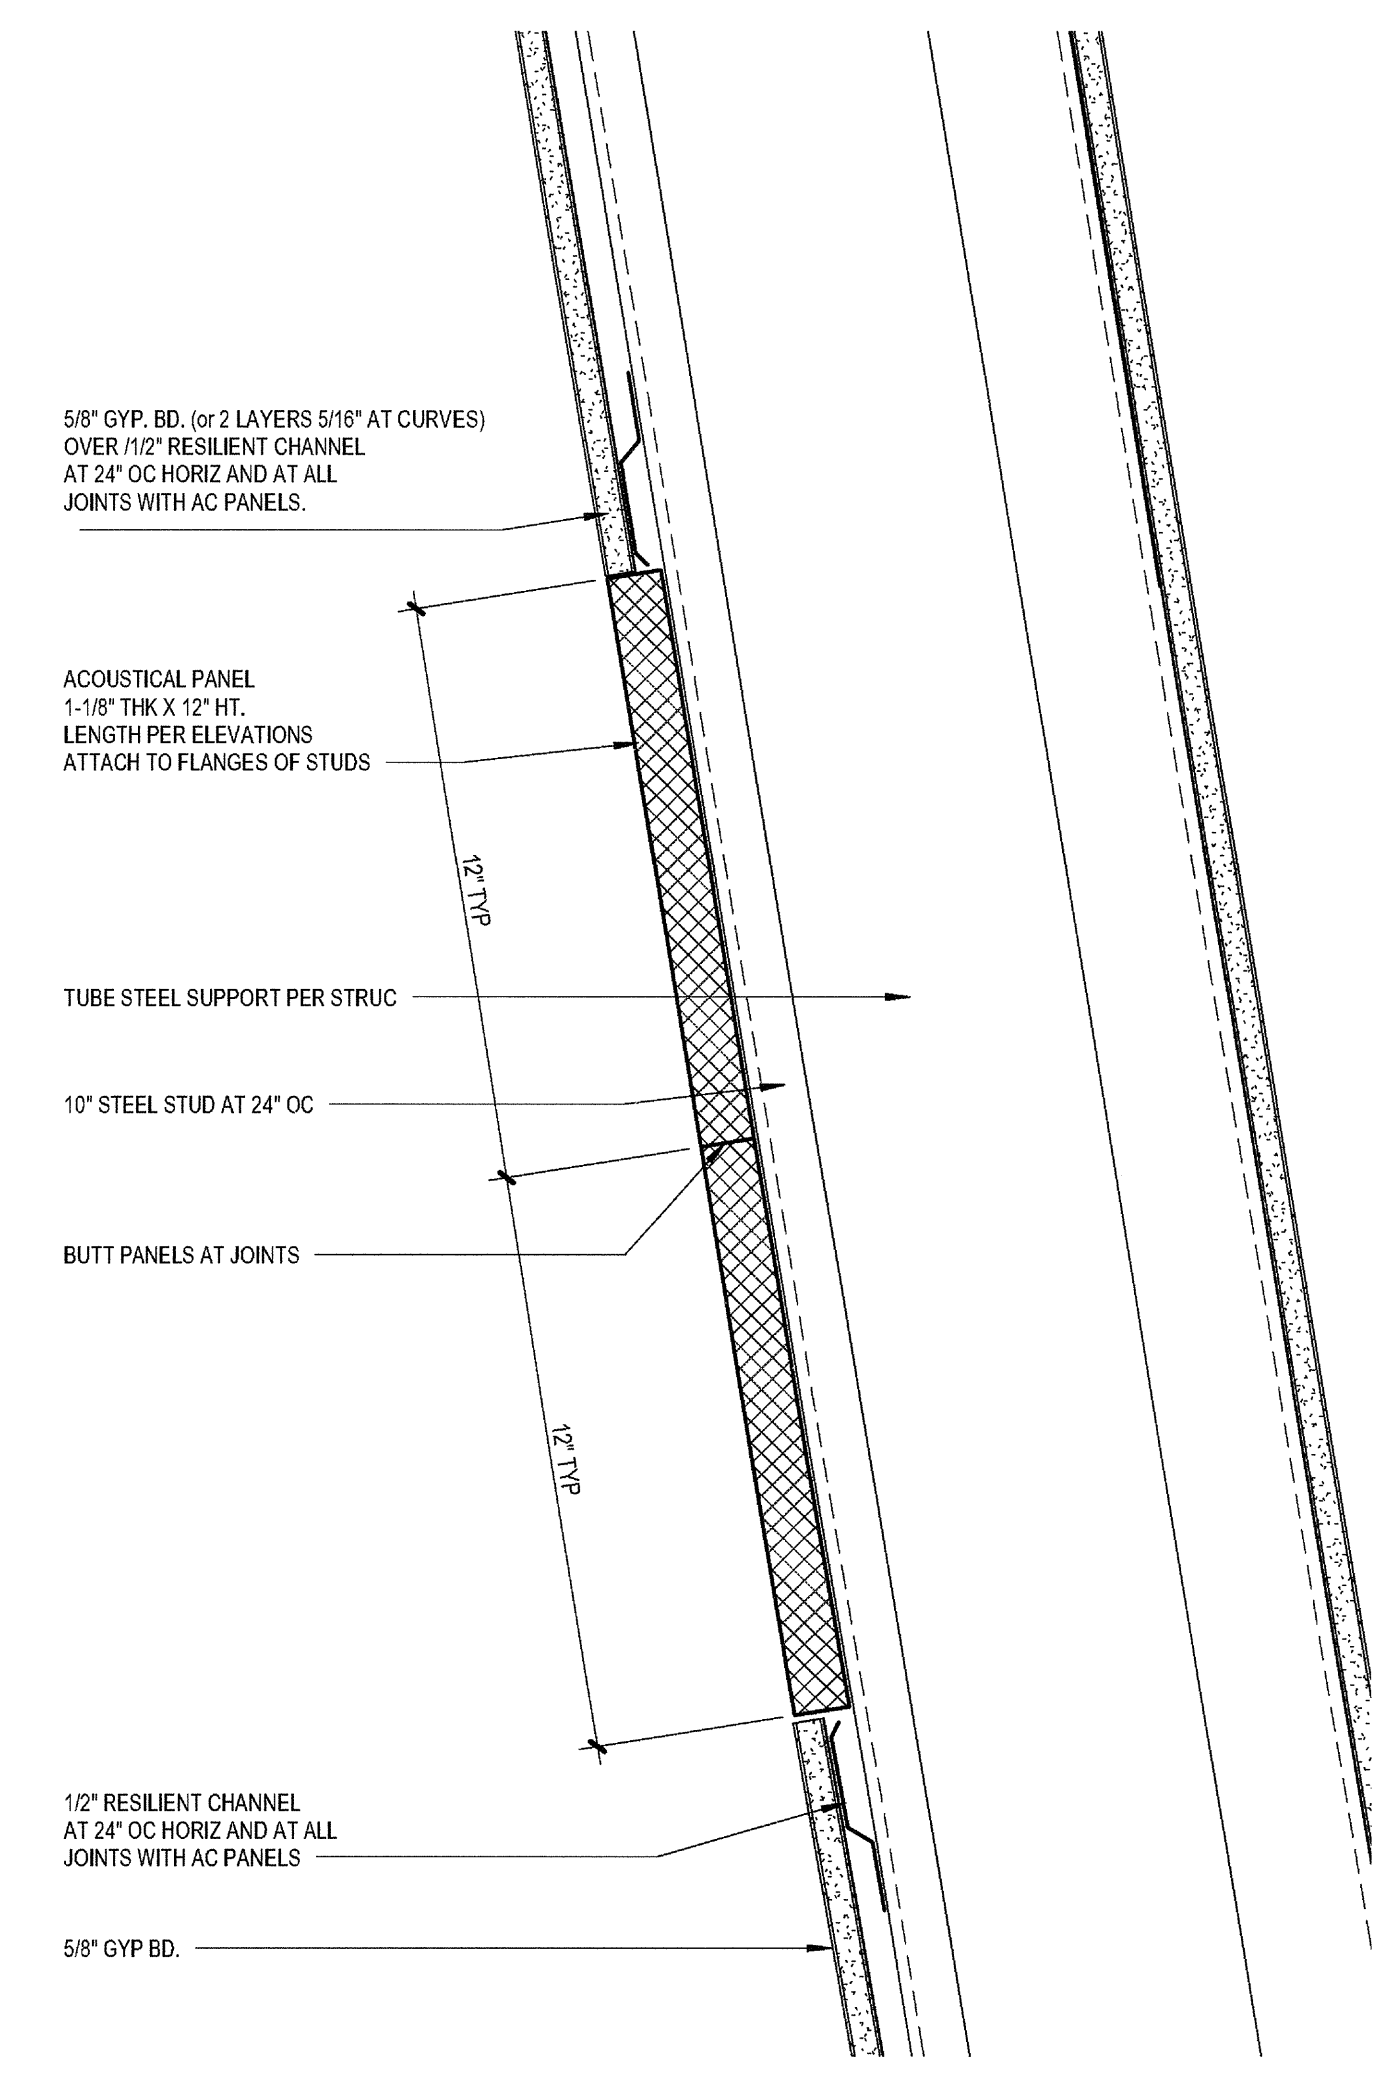 5/8" GYP. BD. (or 2 LAYERS 5/16" AT CURVES)
OVER /1/2" RESILIENT CHANNEL
AT 24" OC HORIZ AND AT ALL
JOINTS WITH AC PANELS.
ACOUSTICAL PANEL
1-1/8" THK X 12" HT.
LENGTH PER ELEVATIONS
ATTACH TO FLANGES OF STUDS
12" TYP
TUBE STEEL SUPPORT PER STRUC
10" STEEL STUD AT 24" OC
BUTT PANELS AT JOINTS
12" TYP
1/2" RESILIENT CHANNEL
AT 24" OC HORIZ AND AT ALL
JOINTS WITH AC PANELS
5/8" GYP BD.